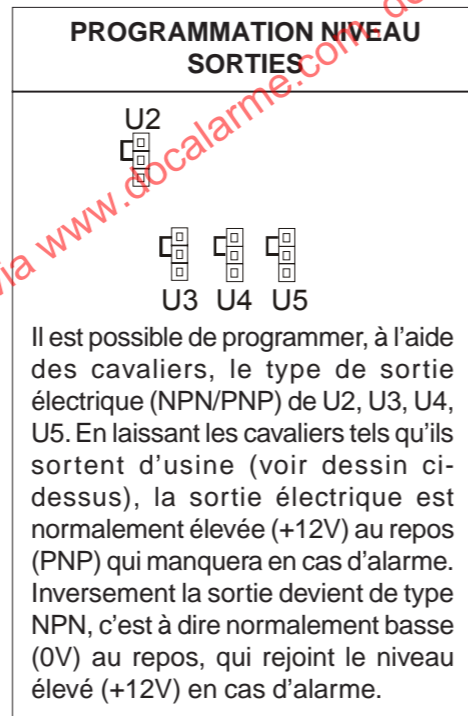 PROGRAMMATION NIVEAU
SORTIES
U2
U3 U4 U5
Il est possible de programmer, à l'aide
des cavaliers, le type de sortie
électrique (NPN/PNP) de U2, U3, U4,
U5. En laissant les cavaliers tels qu'ils
sortent d'usine (voir dessin ci-
dessus), la sortie électrique est
normalement élevée (+12V) au repos
(PNP) qui manquera en cas d'alarme.
Inversement la sortie devient de type
NPN, c'est à dire normalement basse
(0V) au repos, qui rejoint le niveau
élevé (+12V) en cas d'alarme.
via www.docalarme.com, do